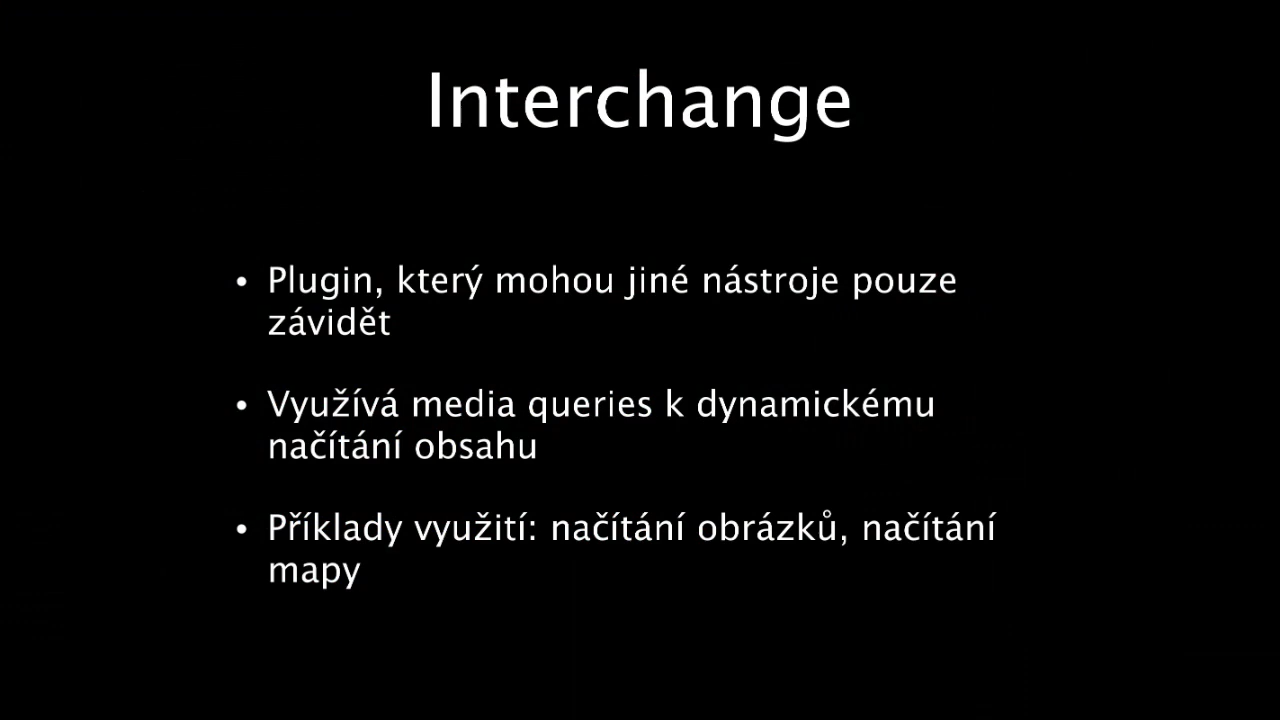 Interchange
• Plugin, který mohou jiné nástroje pouze
závidět
• Využívá media queries k dynamickému
načítání obsahu
• Příklady využití: načítání obrázků, načítání
mapy